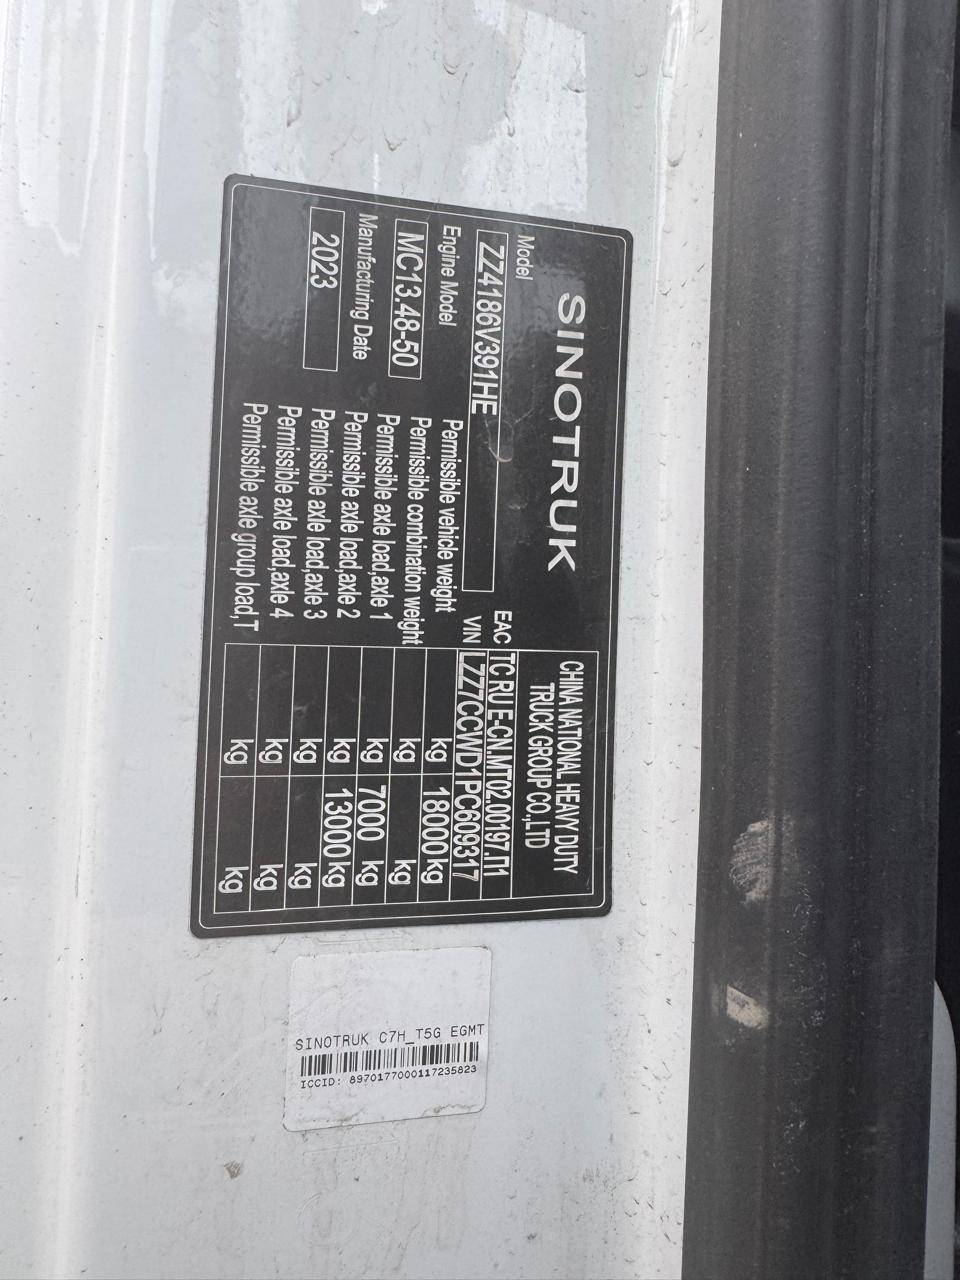 SINOTRUK
CHINA NATIONAL HEAVY DUTY
TRUCK GROUP CO.,LTD
Model
ZZ4186V391HE
EAC TC RU E-CN.MT02.00197.П1
VIN LZZ7CCWD1PC609317
Engine Model
MC13.48-50
Manufacturing Date
2023
Permissible vehicle weight kg 18000 kg
Permissible combination weight kg kg
Permissible axle load,axle 1 kg 7000 kg
Permissible axle load,axle 2 kg 13000 kg
Permissible axle load,axle 3 kg kg
Permissible axle load,axle 4 kg kg
Permissible axle group load,T kg kg
SINOTRUK C7H_T5G EGMT
ICCID: 8970177000117235823